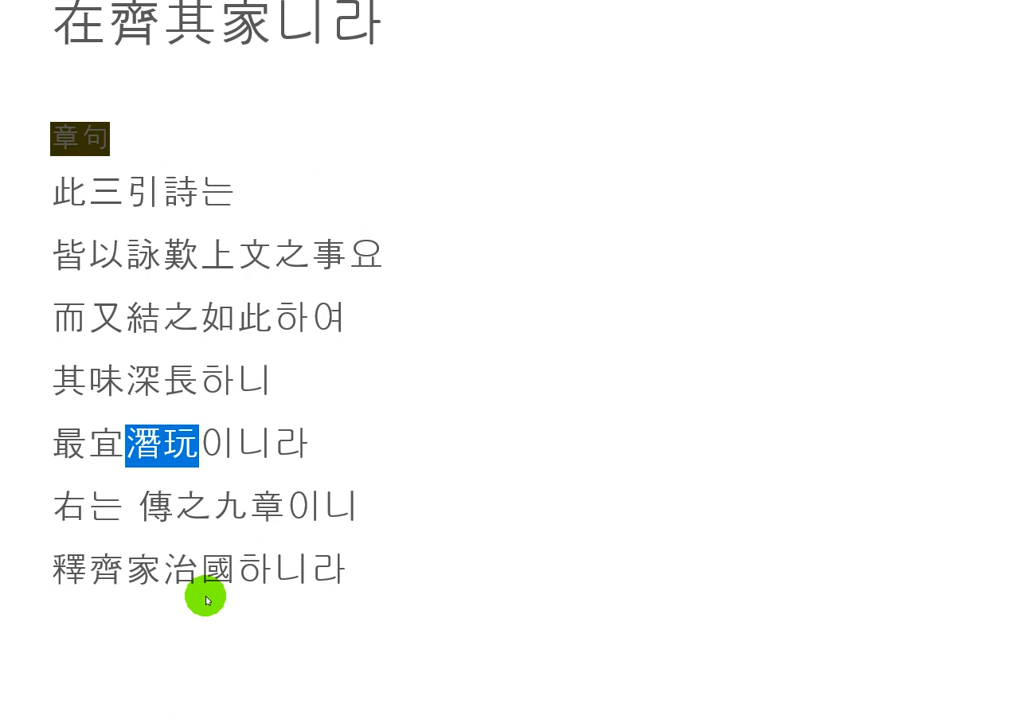 在齊其家니라
章句
此三引詩는
皆以詠歎上文之事요
而又結之如此하여
其味深長하니
最宜潛玩이니라
右는 傳之九章이니
釋齊家治國하니라